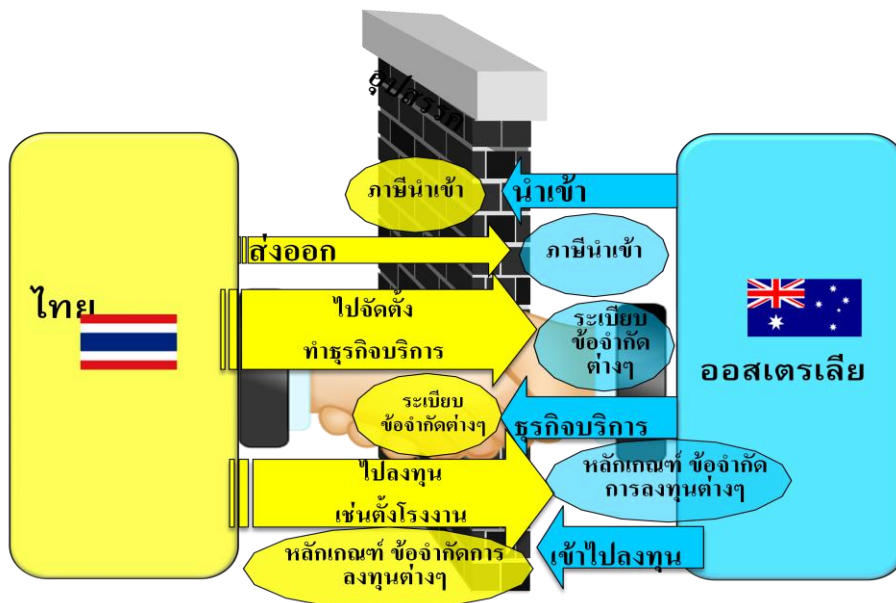 อุปสรรค
ภาษีนำเข้า
นำเข้า
ส่งออก
ภาษีนำเข้า
ไทย
ไปจัดตั้ง
ทำธุรกิจบริการ
ระเบียบ
ข้อจำกัด
ต่างๆ
ออสเตรเลีย
ระเบียบ
ข้อจำกัดต่างๆ
ธุรกิจบริการ
ไปลงทุน
เช่นตั้งโรงงาน
หลักเกณฑ์ ข้อจำกัด
การลงทุนต่างๆ
หลักเกณฑ์ ข้อจำกัดการ
ลงทุนต่างๆ
เข้าไปลงทุน